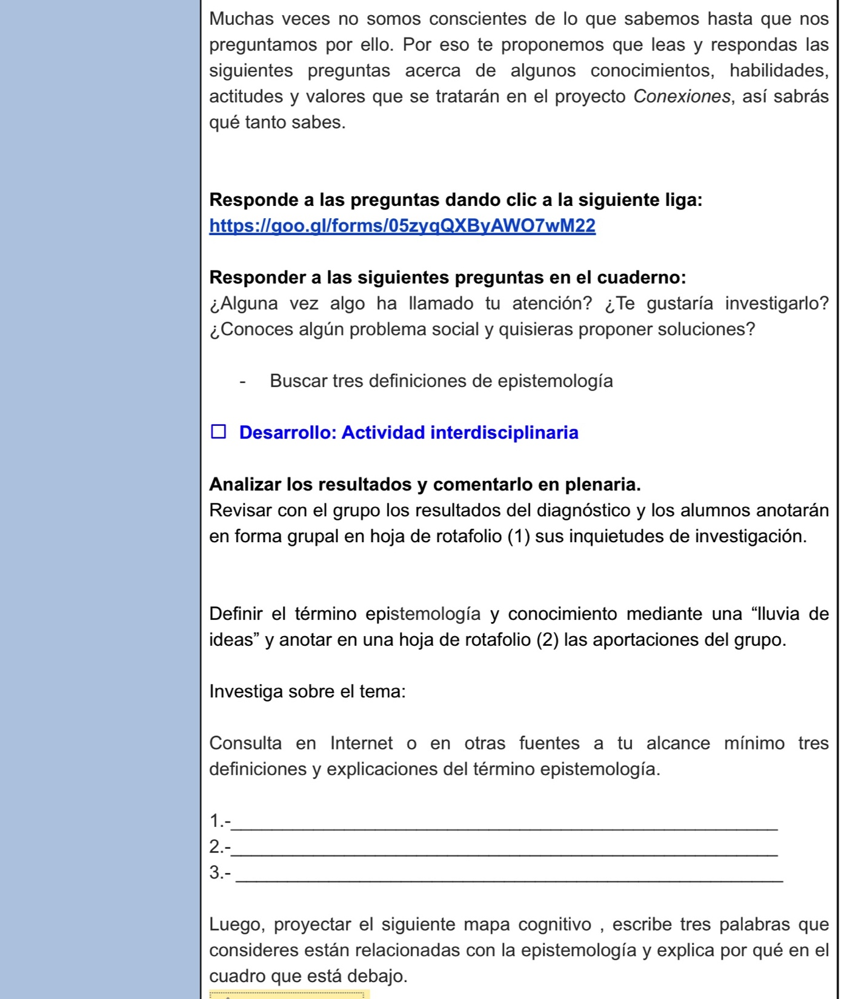 Muchas veces no somos conscientes de lo que sabemos hasta que nos
preguntamos por ello. Por eso te proponemos que leas y respondas las
siguientes preguntas acerca de algunos conocimientos, habilidades,
actitudes y valores que se tratarán en el proyecto Conexiones, así sabrás
qué tanto sabes.
Responde a las preguntas dando clic a la siguiente liga:
https://goo.gl/forms/05zyqQXByAWO7wM22
Responder a las siguientes preguntas en el cuaderno:
¿Alguna vez algo ha llamado tu atención? ¿Te gustaría investigarlo?
¿Conoces algún problema social y quisieras proponer soluciones?
- Buscar tres definiciones de epistemología
☐ Desarrollo: Actividad interdisciplinaria
Analizar los resultados y comentarlo en plenaria.
Revisar con el grupo los resultados del diagnóstico y los alumnos anotarán
en forma grupal en hoja de rotafolio (1) sus inquietudes de investigación.
Definir el término epistemología y conocimiento mediante una “lluvia de
ideas” y anotar en una hoja de rotafolio (2) las aportaciones del grupo.
Investiga sobre el tema:
Consulta en Internet o en otras fuentes a tu alcance mínimo tres
definiciones y explicaciones del término epistemología.
1.-______________________________________________________
2.-______________________________________________________
3.- ______________________________________________________
Luego, proyectar el siguiente mapa cognitivo , escribe tres palabras que
consideres están relacionadas con la epistemología y explica por qué en el
cuadro que está debajo.